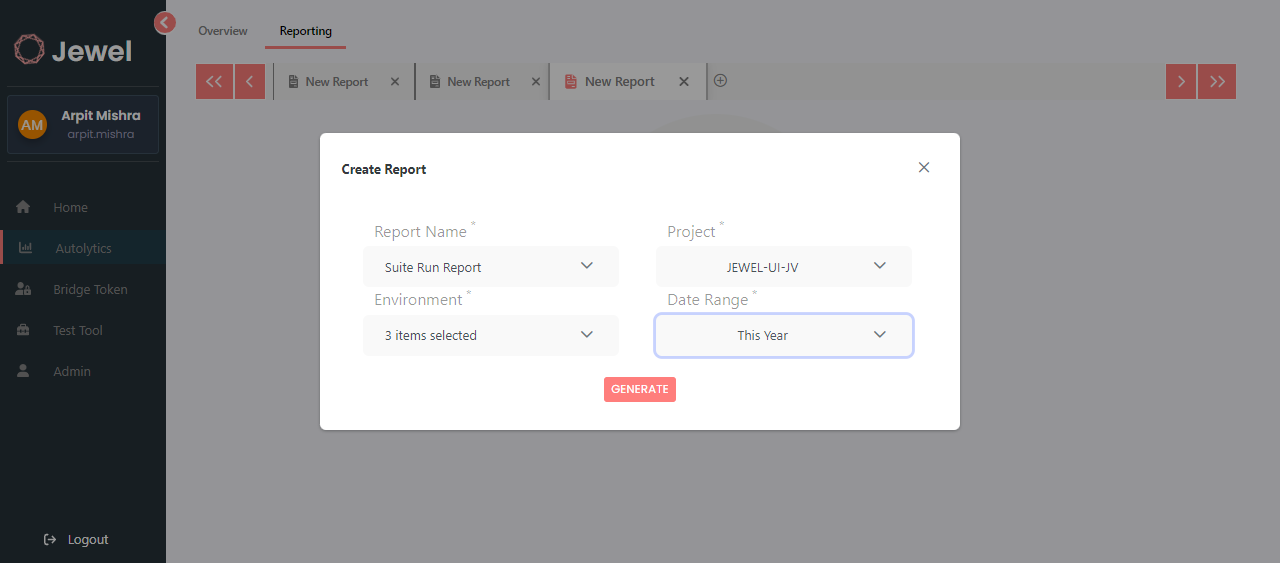 Jewel
AM
Arpit Mishra
arpit.mishra
Home
Autolytics
Bridge Token
Test Tool
Admin
Logout
Overview Reporting
New Report New Report New Report
Create Report
Report Name * Project *
Suite Run Report JEWEL-UI-JV
Environment * Date Range *
3 items selected This Year
GENERATE